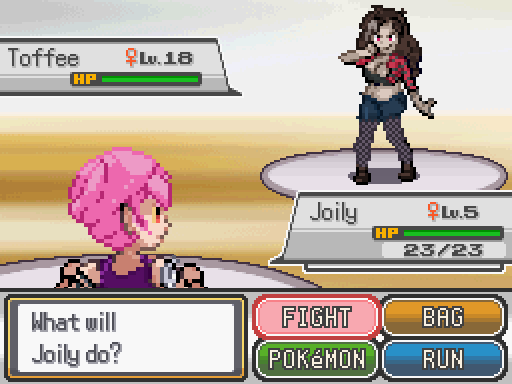 Toffee ♀Lv.18
HP
Joily ♀Lv.5
HP
23/23
What will
Joily do?
FIGHT
BAG
POKéMON
RUN